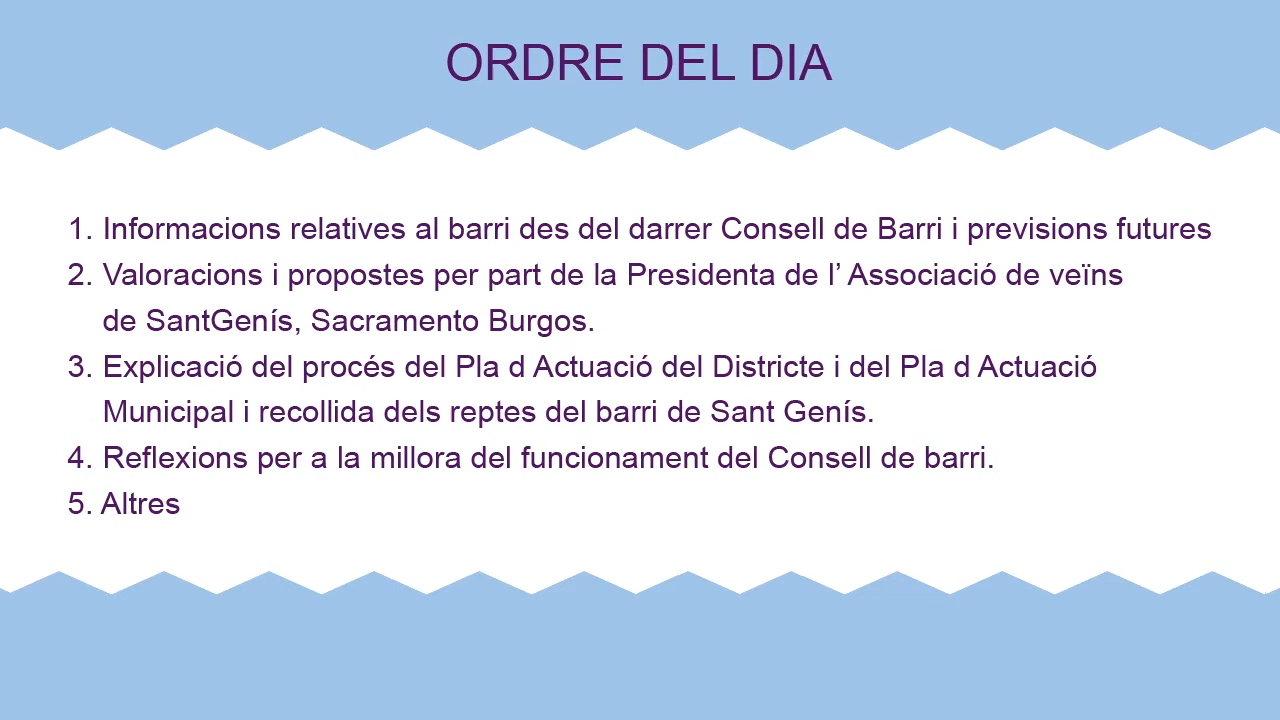 ORDRE DEL DIA
1. Informacions relatives al barri des del darrer Consell de Barri i previsions futures
2. Valoracions i propostes per part de la Presidenta de l’ Associació de veïns
de SantGenís, Sacramento Burgos.
3. Explicació del procés del Pla d Actuació del Districte i del Pla d Actuació
Municipal i recollida dels reptes del barri de Sant Genís.
4. Reflexions per a la millora del funcionament del Consell de barri.
5. Altres